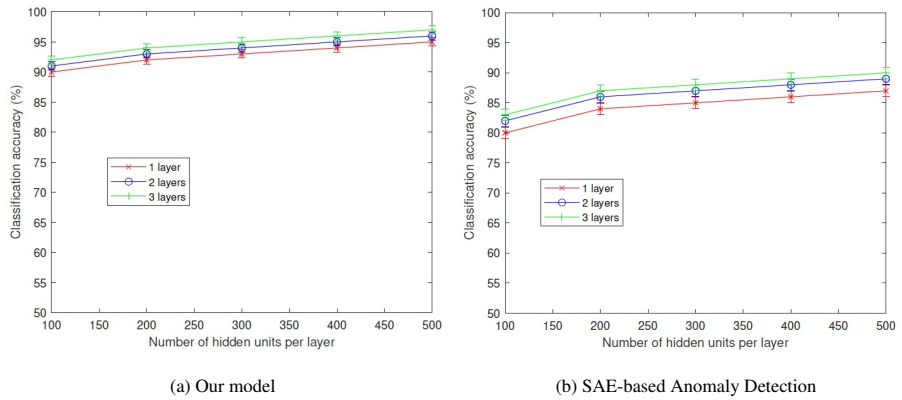 100
95
90
85
80
75
70
65
60
55
50
Classification accuracy (%)
1 layer
2 layers
3 layers
100 150 200 250 300 350 400 450 500
Number of hidden units per layer
(a) Our model
100
95
90
85
80
75
70
65
60
55
50
Classification accuracy (%)
1 layer
2 layers
3 layers
100 150 200 250 300 350 400 450 500
Number of hidden units per layer
(b) SAE-based Anomaly Detection